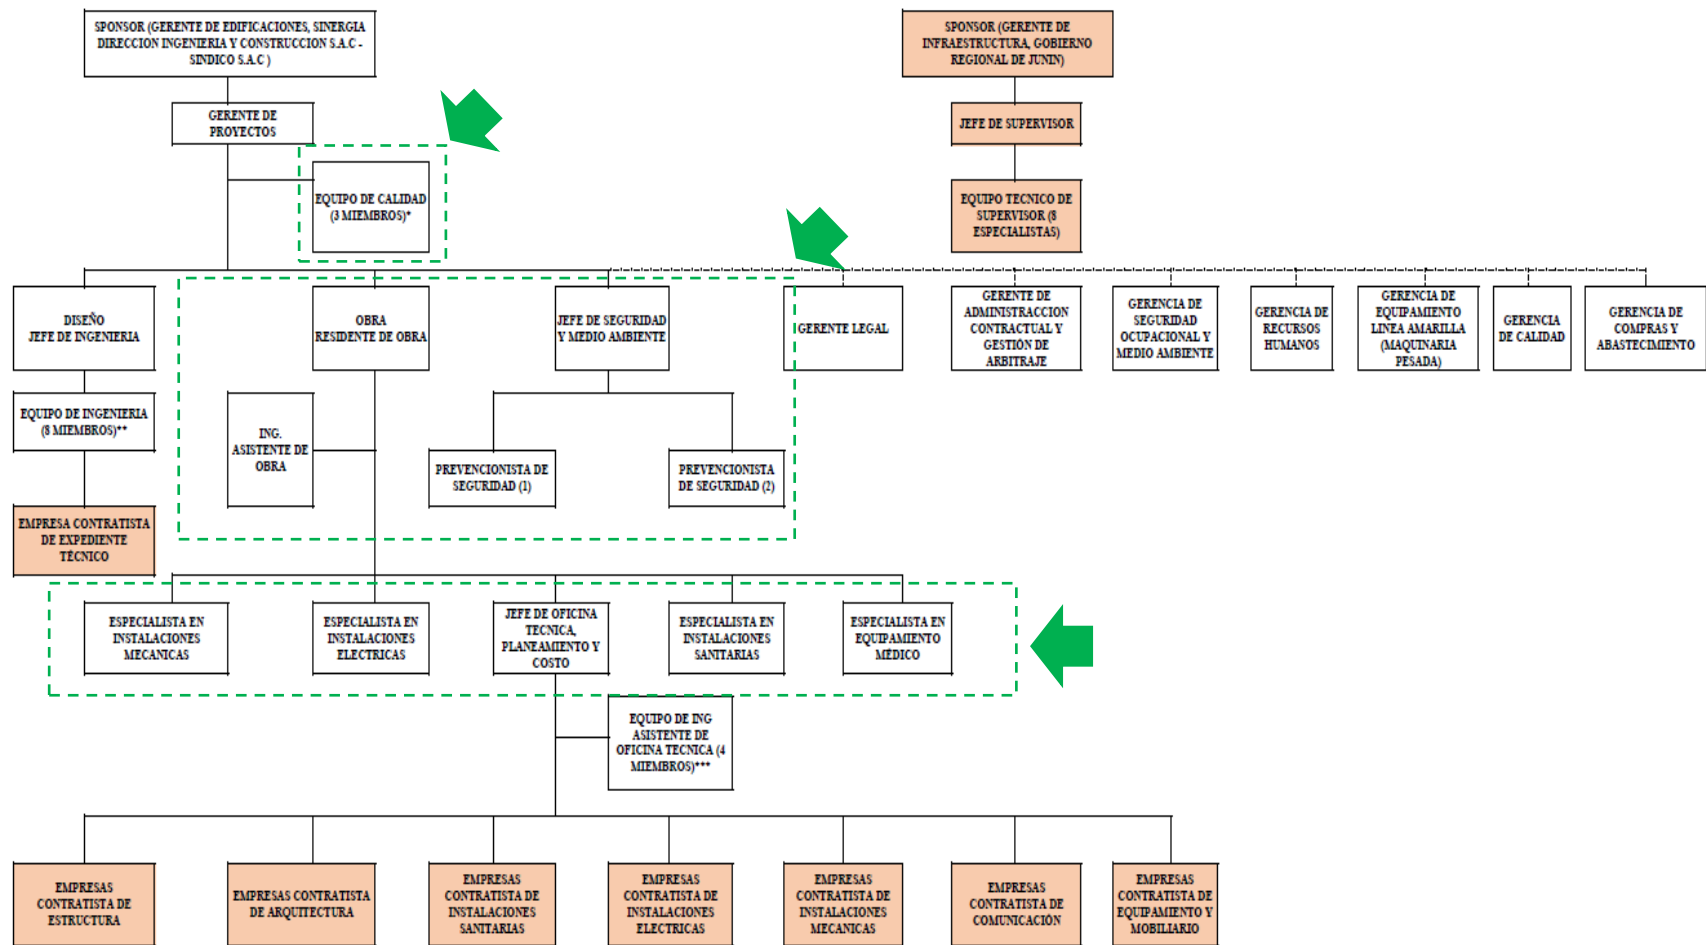 SPONSOR (GERENTE DE EDIFICACIONES, SINERGIA
DIRECCION INGENIERIA Y CONSTRUCCION S.A.C -
SINDICO S.A.C )
SPONSOR (GERENTE DE
INFRAESTRUCTURA, GOBIERNO
REGIONAL DE JUNIN)
GERENTE DE
PROYECTOS
JEFE DE SUPERVISOR
EQUIPO DE CALIDAD
(3 MIEMBROS)*
EQUIPO TECNICO DE
SUPERVISOR (8
ESPECIALISTAS)
DISEÑO
JEFE DE INGENIERIA
OBRA
RESIDENTE DE OBRA
JEFE DE SEGURIDAD
Y MEDIO AMBIENTE
GERENTE LEGAL
GERENTE DE
ADMINISTRACCION
CONTRACTUAL Y
GESTIÓN DE
ARBITRAJE
GERENCIA DE
SEGURIDAD
OCUPACIONAL Y
MEDIO AMBIENTE
GERENCIA DE
RECURSOS
HUMANOS
GERENCIA DE
EQUIPAMIENTO
LINEA AMARILLA
(MAQUINARIA
PESADA)
GERENCIA
DE CALIDAD
GERENCIA DE
COMPRAS Y
ABASTECIMIENTO
EQUIPO DE INGENIERIA
(8 MIEMBROS)**
ING.
ASISTENTE DE
OBRA
PREVENCIONISTA DE
SEGURIDAD (1)
PREVENCIONISTA
DE SEGURIDAD (2)
EMPRESA CONTRATISTA
DE EXPEDIENTE
TÉCNICO
ESPECIALISTA EN
INSTALACIONES
MECANICAS
ESPECIALISTA EN
INSTALACIONES
ELECTRICAS
JEFE DE OFICINA
TECNICA,
PLANEAMIENTO Y
COSTO
ESPECIALISTA EN
INSTALACIONES
SANITARIAS
ESPECIALISTA EN
EQUIPAMIENTO
MÉDICO
EQUIPO DE ING
ASISTENTE DE
OFICINA TECNICA (4
MIEMBROS)***
EMPRESAS
CONTRATISTA DE
ESTRUCTURA
EMPRESAS CONTRATISTA
DE ARQUITECTURA
EMPRESAS
CONTRATISTA DE
INSTALACIONES
SANITARIAS
EMPRESAS
CONTRATISTA DE
INSTALACIONES
ELECTRICAS
EMPRESAS
CONTRATISTA DE
INSTALACIONES
MECANICAS
EMPRESAS
CONTRATISTA DE
COMUNICACIÓN
EMPRESAS
CONTRATISTA DE
EQUIPAMIENTO Y
MOBILIARIO